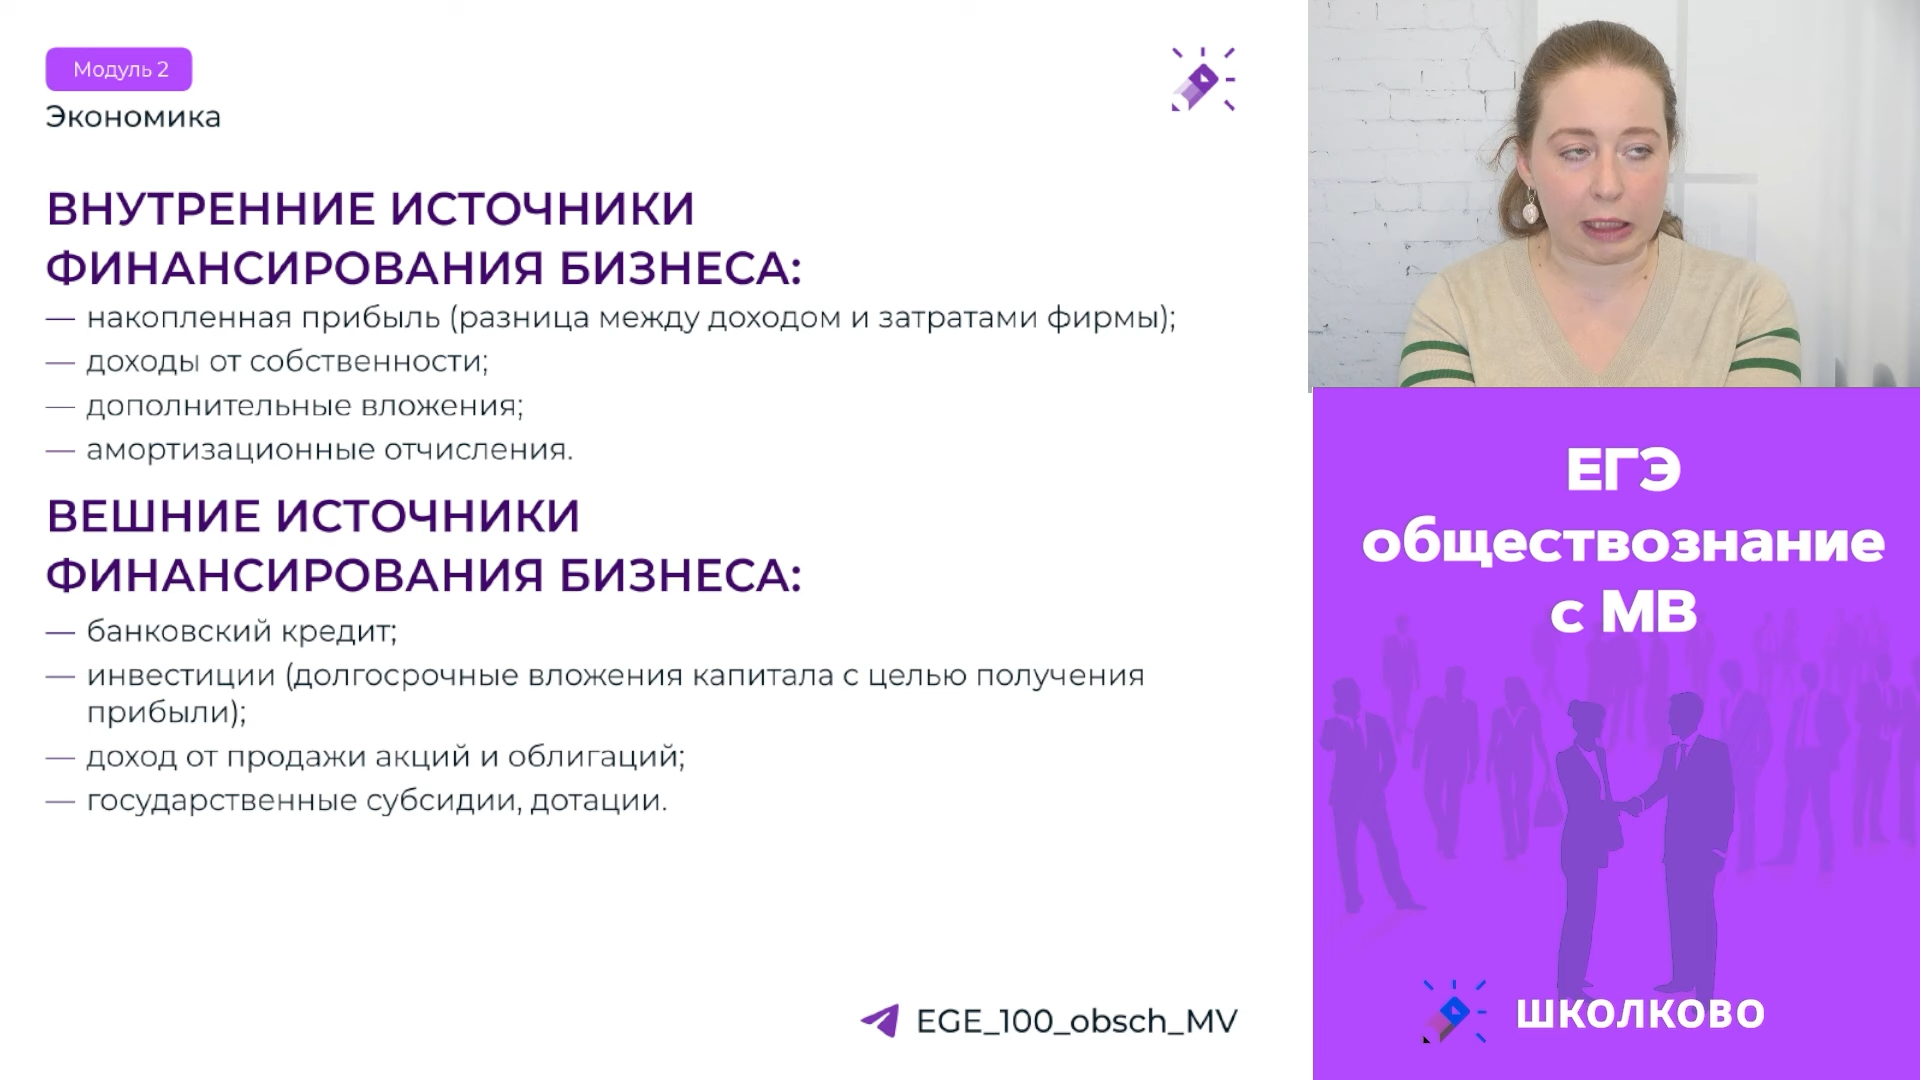 Модуль 2
Экономика
ВНУТРЕННИЕ ИСТОЧНИКИ
ФИНАНСИРОВАНИЯ БИЗНЕСА:
— накопленная прибыль (разница между доходом и затратами фирмы);
— доходы от собственности;
— дополнительные вложения;
— амортизационные отчисления.
ВЕШНИЕ ИСТОЧНИКИ
ФИНАНСИРОВАНИЯ БИЗНЕСА:
— банковский кредит;
— инвестиции (долгосрочные вложения капитала с целью получения
прибыли);
— доход от продажи акций и облигаций;
— государственные субсидии, дотации.
EGE_100_obsch_MV
ЕГЭ
обществознание
с МВ
ШКОЛКОВО